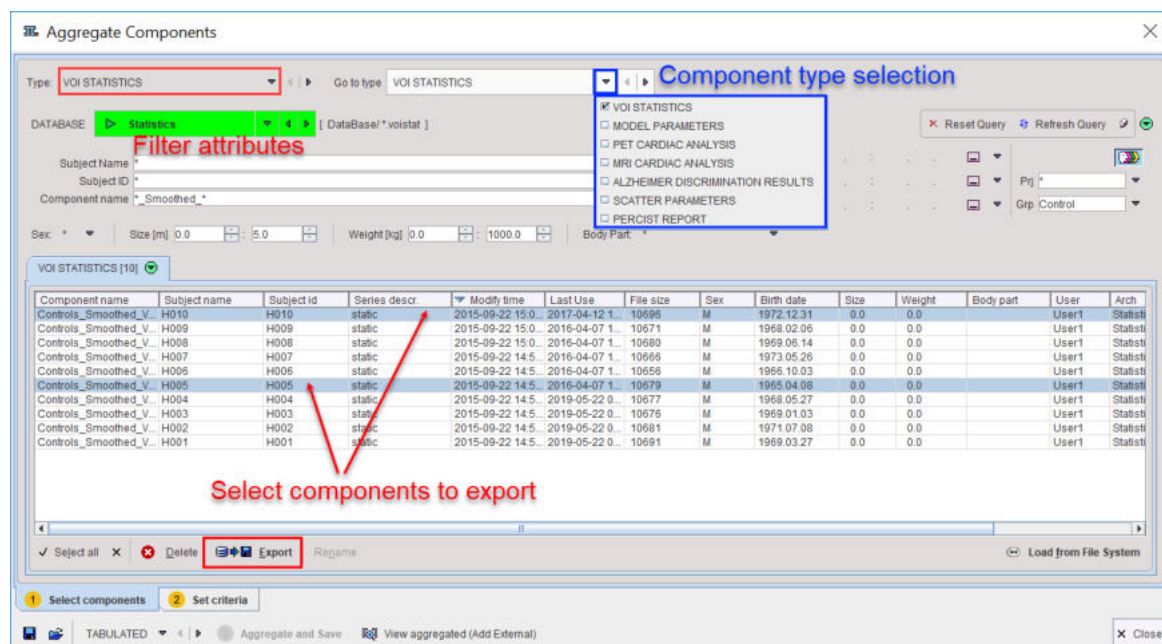 Aggregate Components
Type: VOI STATISTICS Go to type VOI STATISTICS Component type selection
VOI STATISTICS
MODEL PARAMETERS
PET CARDIAC ANALYSIS
MRI CARDIAC ANALYSIS
ALZHEIMER DISCRIMINATION RESULTS
SCATTER PARAMETERS
PERCIST REPORT
DATABASE Statistics [ DataBase/ *.voistat ] Reset Query Refresh Query
Filter attributes
Subject Name *
Subject ID * Prj *
Component name *_Smoothed_* Grp Control
Sex: * Size [m] 0.0 : 5.0 Weight [kg] 0.0 : 1000.0 Body Part: *
VOI STATISTICS [10]
Component name Subject name Subject id Series descr. Modify time Last Use File size Sex Birth date Size Weight Body part User Arch
Controls_Smoothed_V... H010 H010 static 2015-09-22 15:0... 2017-04-12 1... 10696 M 1972.12.31 0.0 0.0 User1 Statisti
Controls_Smoothed_V... H009 H009 static 2015-09-22 15:0... 2016-04-07 1... 10671 M 1968.02.06 0.0 0.0 User1 Statisti
Controls_Smoothed_V... H008 H008 static 2015-09-22 15:0... 2016-04-07 1... 10680 M 1969.06.14 0.0 0.0 User1 Statisti
Controls_Smoothed_V... H007 H007 static 2015-09-22 14:5... 2016-04-07 1... 10666 M 1973.05.26 0.0 0.0 User1 Statisti
Controls_Smoothed_V... H006 H006 static 2015-09-22 14:5... 2016-04-07 1... 10656 M 1966.10.03 0.0 0.0 User1 Statisti
Controls_Smoothed_V... H005 H005 static 2015-09-22 14:5... 2016-04-07 1... 10679 M 1965.04.08 0.0 0.0 User1 Statisti
Controls_Smoothed_V... H004 H004 static 2015-09-22 14:5... 2019-05-22 0... 10677 M 1968.05.27 0.0 0.0 User1 Statisti
Controls_Smoothed_V... H003 H003 static 2015-09-22 14:5... 2019-05-22 0... 10676 M 1969.01.03 0.0 0.0 User1 Statisti
Controls_Smoothed_V... H002 H002 static 2015-09-22 14:5... 2019-05-22 0... 10681 M 1971.07.08 0.0 0.0 User1 Statisti
Controls_Smoothed_V... H001 H001 static 2015-09-22 14:5... 2019-05-22 0... 10691 M 1969.03.27 0.0 0.0 User1 Statisti
Select components to export
Select all Delete Export Rename Load from File System
1 Select components 2 Set criteria
TABULATED Aggregate and Save View aggregated (Add External) Close